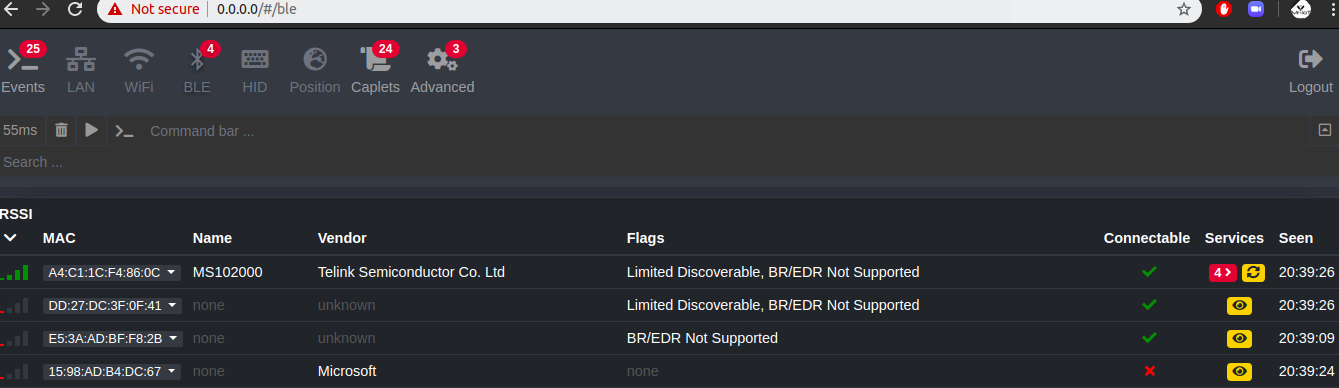 Not secure 0.0.0.0/#/ble
25 4 24 3
Events LAN WiFi BLE HID Position Caplets Advanced Logout
55ms Command bar ...
Search ...
RSSI
MAC Name Vendor Flags Connectable Services Seen
A4:C1:1C:F4:86:0C MS102000 Telink Semiconductor Co. Ltd Limited Discoverable, BR/EDR Not Supported 4 20:39:26
DD:27:DC:3F:0F:41 none unknown Limited Discoverable, BR/EDR Not Supported 20:39:26
E5:3A:AD:BF:F8:2B none unknown BR/EDR Not Supported 20:39:09
15:98:AD:B4:DC:67 none Microsoft none 20:39:24